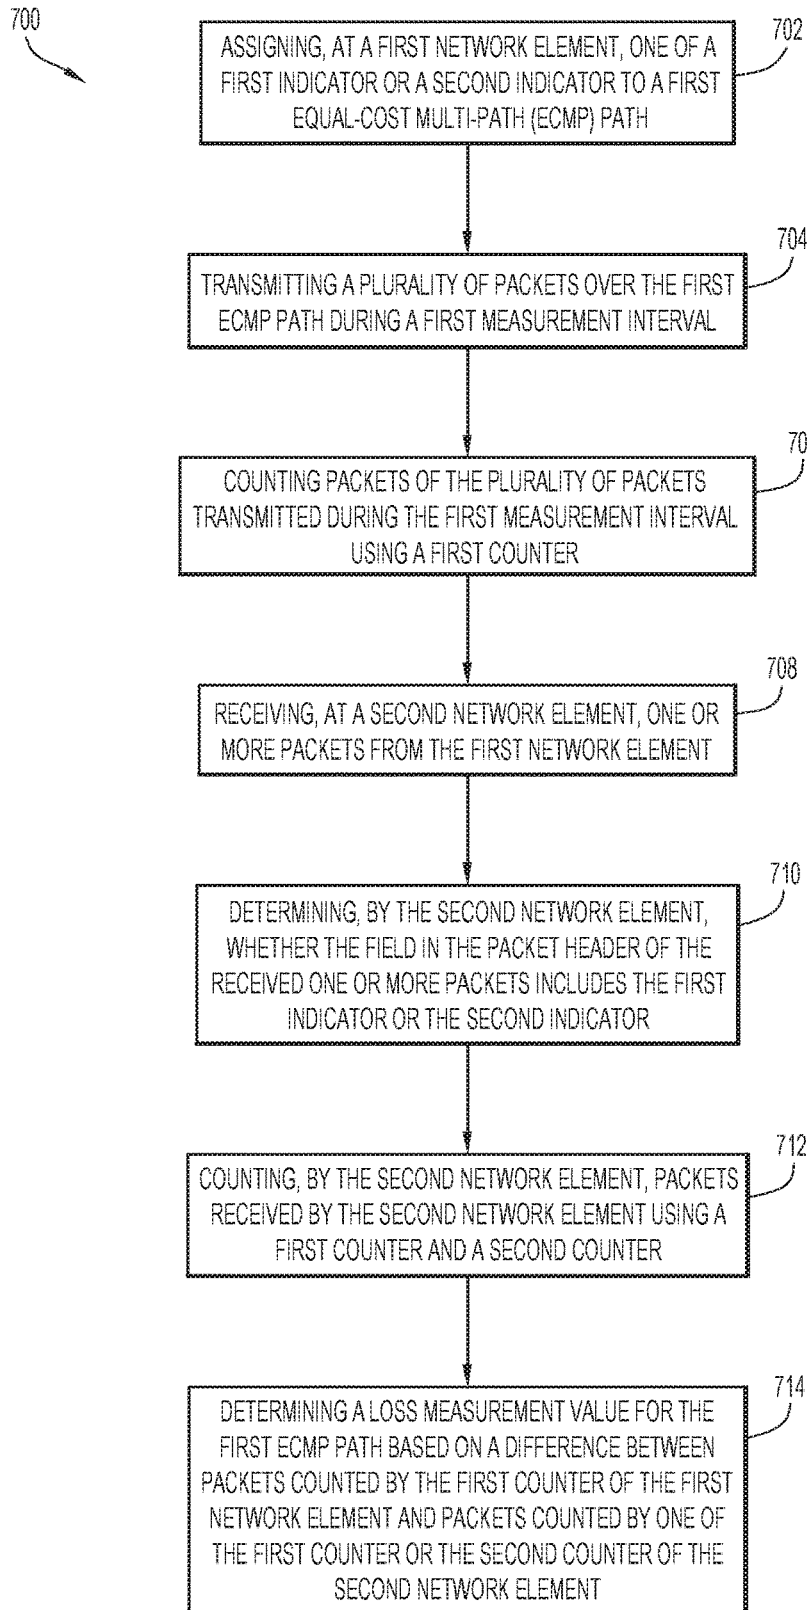 700
702
ASSIGNING, AT A FIRST NETWORK ELEMENT, ONE OF A
FIRST INDICATOR OR A SECOND INDICATOR TO A FIRST
EQUAL-COST MULTI-PATH (ECMP) PATH
704
TRANSMITTING A PLURALITY OF PACKETS OVER THE FIRST
ECMP PATH DURING A FIRST MEASUREMENT INTERVAL
70
COUNTING PACKETS OF THE PLURALITY OF PACKETS
TRANSMITTED DURING THE FIRST MEASUREMENT INTERVAL
USING A FIRST COUNTER
708
RECEIVING, AT A SECOND NETWORK ELEMENT, ONE OR
MORE PACKETS FROM THE FIRST NETWORK ELEMENT
710
DETERMINING, BY THE SECOND NETWORK ELEMENT,
WHETHER THE FIELD IN THE PACKET HEADER OF THE
RECEIVED ONE OR MORE PACKETS INCLUDES THE FIRST
INDICATOR OR THE SECOND INDICATOR
712
COUNTING, BY THE SECOND NETWORK ELEMENT, PACKETS
RECEIVED BY THE SECOND NETWORK ELEMENT USING A
FIRST COUNTER AND A SECOND COUNTER
714
DETERMINING A LOSS MEASUREMENT VALUE FOR THE
FIRST ECMP PATH BASED ON A DIFFERENCE BETWEEN
PACKETS COUNTED BY THE FIRST COUNTER OF THE FIRST
NETWORK ELEMENT AND PACKETS COUNTED BY ONE OF
THE FIRST COUNTER OR THE SECOND COUNTER OF THE
SECOND NETWORK ELEMENT